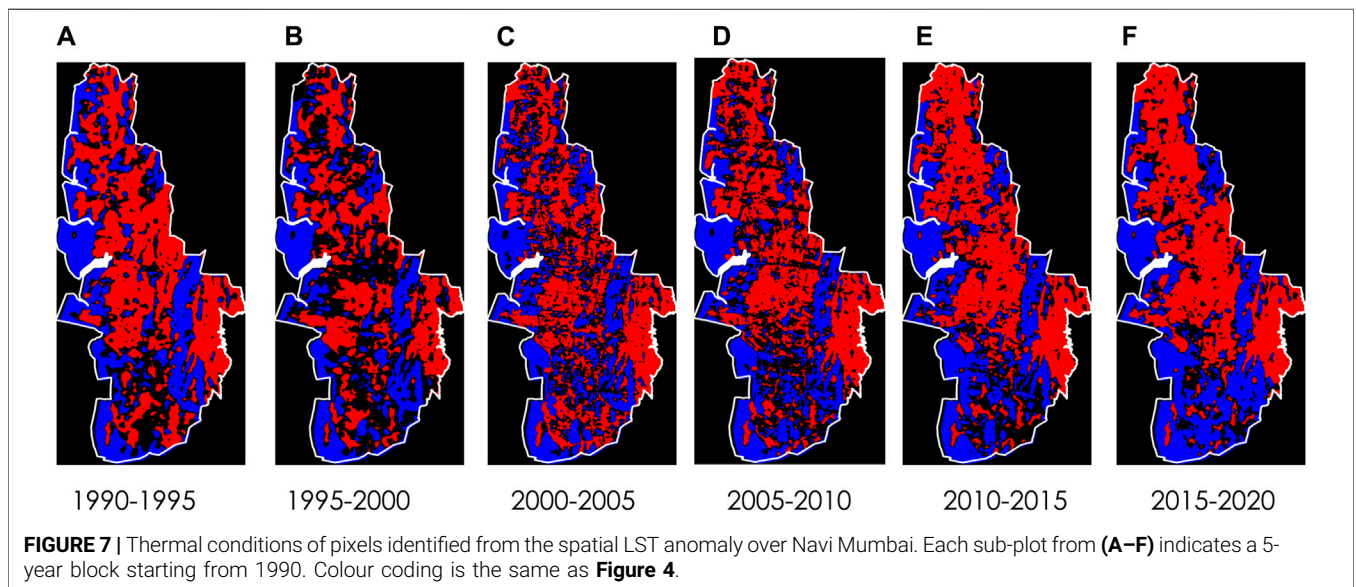 A B C D E F
1990-1995 1995-2000 2000-2005 2005-2010 2010-2015 2015-2020
FIGURE 7 | Thermal conditions of pixels identified from the spatial LST anomaly over Navi Mumbai. Each sub-plot from (A–F) indicates a 5-
year block starting from 1990. Colour coding is the same as Figure 4.